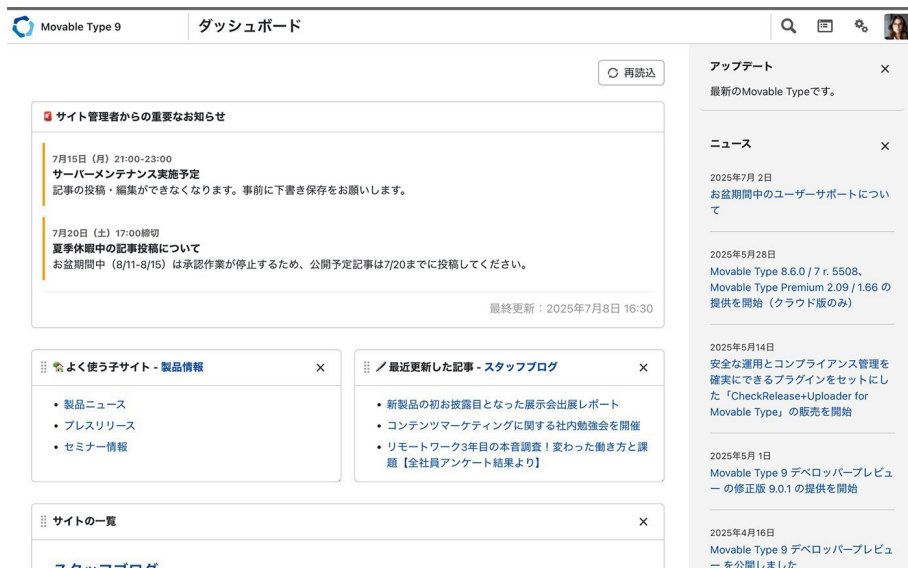 Movable Type 9
ダッシュボード
再読込
サイト管理者からの重要なお知らせ
7月15日（月）21:00-23:00
サーバーメンテナンス実施予定
記事の投稿・編集ができなくなります。事前に下書き保存をお願いします。
7月20日（土）17:00締切
夏季休暇中の記事投稿について
お盆期間中（8/11-8/15）は承認作業が停止するため、公開予定記事は7/20までに投稿してください。
最終更新：2025年7月8日 16:30
よく使う子サイト - 製品情報
• 製品ニュース
• プレスリリース
• セミナー情報
最近更新した記事 - スタッフブログ
• 新製品の初お披露目となった展示会出展レポート
• コンテンツマーケティングに関する社内勉強会を開催
• リモートワーク3年目の本音調査！変わった働き方と課
題【全社員アンケート結果より】
サイトの一覧
スタッフブログ
アップデート
最新のMovable Typeです。
ニュース
2025年7月 2日
お盆期間中のユーザーサポートについ
て
2025年5月28日
Movable Type 8.6.0 / 7 r. 5508、
Movable Type Premium 2.09 / 1.66 の
提供を開始（クラウド版のみ）
2025年5月14日
安全な運用とコンプライアンス管理を
確実にできるプラグインをセットにし
た「CheckRelease+Uploader for
Movable Type」の販売を開始
2025年5月 1日
Movable Type 9 デベロッパープレビュ
ー の修正版 9.0.1 の提供を開始
2025年4月16日
Movable Type 9 デベロッパープレビュ
ー を公開しました